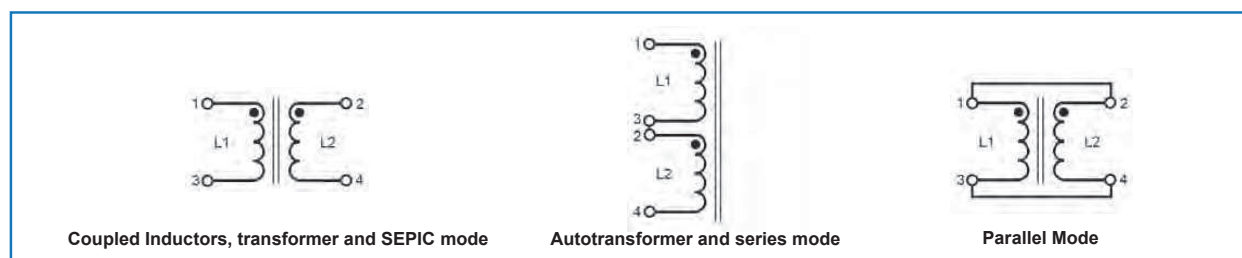 1
2
L1
L2
3
4
Coupled Inductors, transformer and SEPIC mode
1
L1
3
2
L2
4
Autotransformer and series mode
1
2
L1
L2
3
4
Parallel Mode